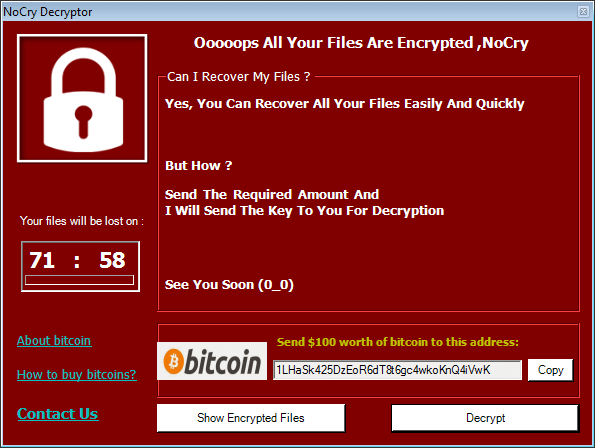 NoCry Decryptor
Ooooops All Your Files Are Encrypted ,NoCry
Can I Recover My Files ?
Yes, You Can Recover All Your Files Easily And Quickly
But How ?
Send The Required Amount And
I Will Send The Key To You For Decryption
See You Soon (0_0)
Your files will be lost on :
71 : 58
About bitcoin
How to buy bitcoins?
Contact Us
Send $100 worth of bitcoin to this address:
bitcoin
1LHaSk425DzEoR6dT8t6gc4wkoKnQ4iVwK
Copy
Show Encrypted Files
Decrypt